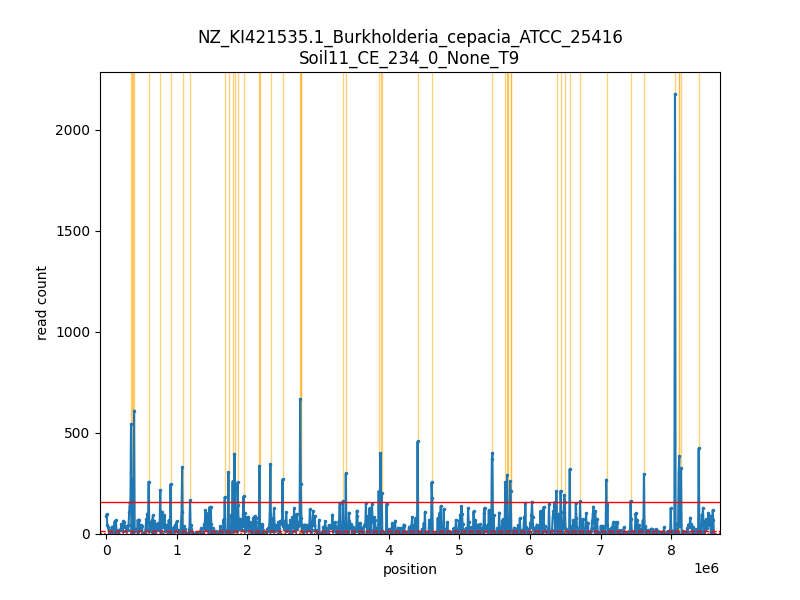 NZ_KI421535.1_Burkholderia_cepacia_ATCC_25416
Soil11_CE_234_0_None_T9
2000
1500
1000
500
0
read count
0 1 2 3 4 5 6 7 8
1e6
position